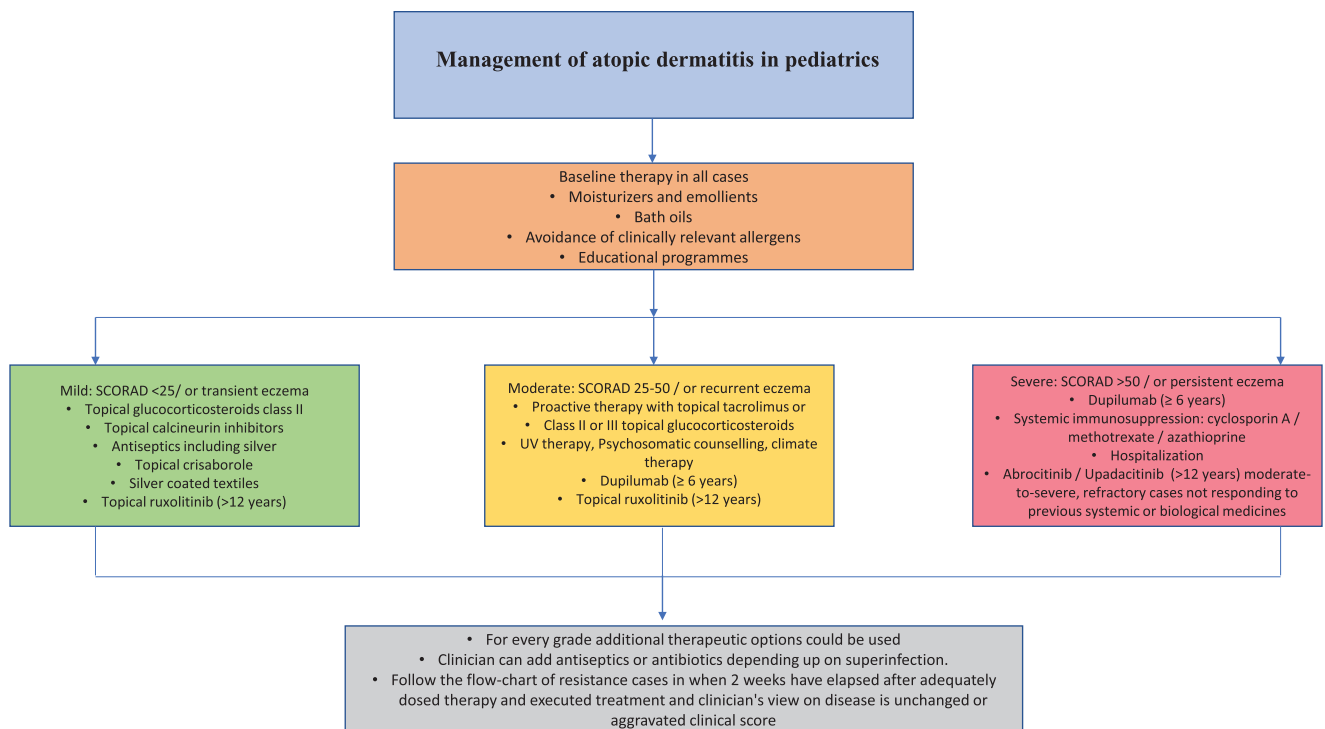 Management of atopic dermatitis in pediatrics
Baseline therapy in all cases
• Moisturizers and emollients
• Bath oils
• Avoidance of clinically relevant allergens
• Educational programmes
Mild: SCORAD <25/ or transient eczema
• Topical glucocorticosteroids class II
• Topical calcineurin inhibitors
• Antiseptics including silver
• Topical crisaborole
• Silver coated textiles
• Topical ruxolitinib (>12 years)
Moderate: SCORAD 25-50 / or recurrent eczema
• Proactive therapy with topical tacrolimus or
• Class II or III topical glucocorticosteroids
• UV therapy, Psychosomatic counselling, climate
therapy
• Dupilumab (≥ 6 years)
• Topical ruxolitinib (>12 years)
Severe: SCORAD >50 / or persistent eczema
• Dupilumab (≥ 6 years)
• Systemic immunosuppression: cyclosporin A /
methotrexate / azathioprine
• Hospitalization
• Abrocitinib / Upadacitinib (>12 years) moderate-
to-severe, refractory cases not responding to
previous systemic or biological medicines
• For every grade additional therapeutic options could be used
• Clinician can add antiseptics or antibiotics depending up on superinfection.
• Follow the flow-chart of resistance cases in when 2 weeks have elapsed after adequately
dosed therapy and executed treatment and clinician's view on disease is unchanged or
aggravated clinical score